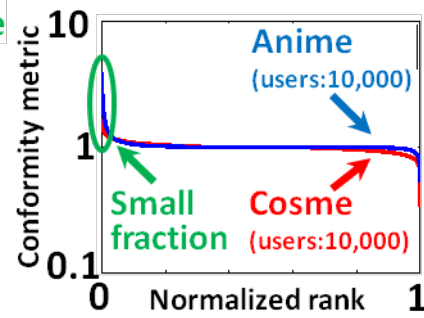 e
10
Conformity metric
Anime
(users:10,000)
1
Small
fraction
Cosme
(users:10,000)
0.1
0
Normalized rank
1